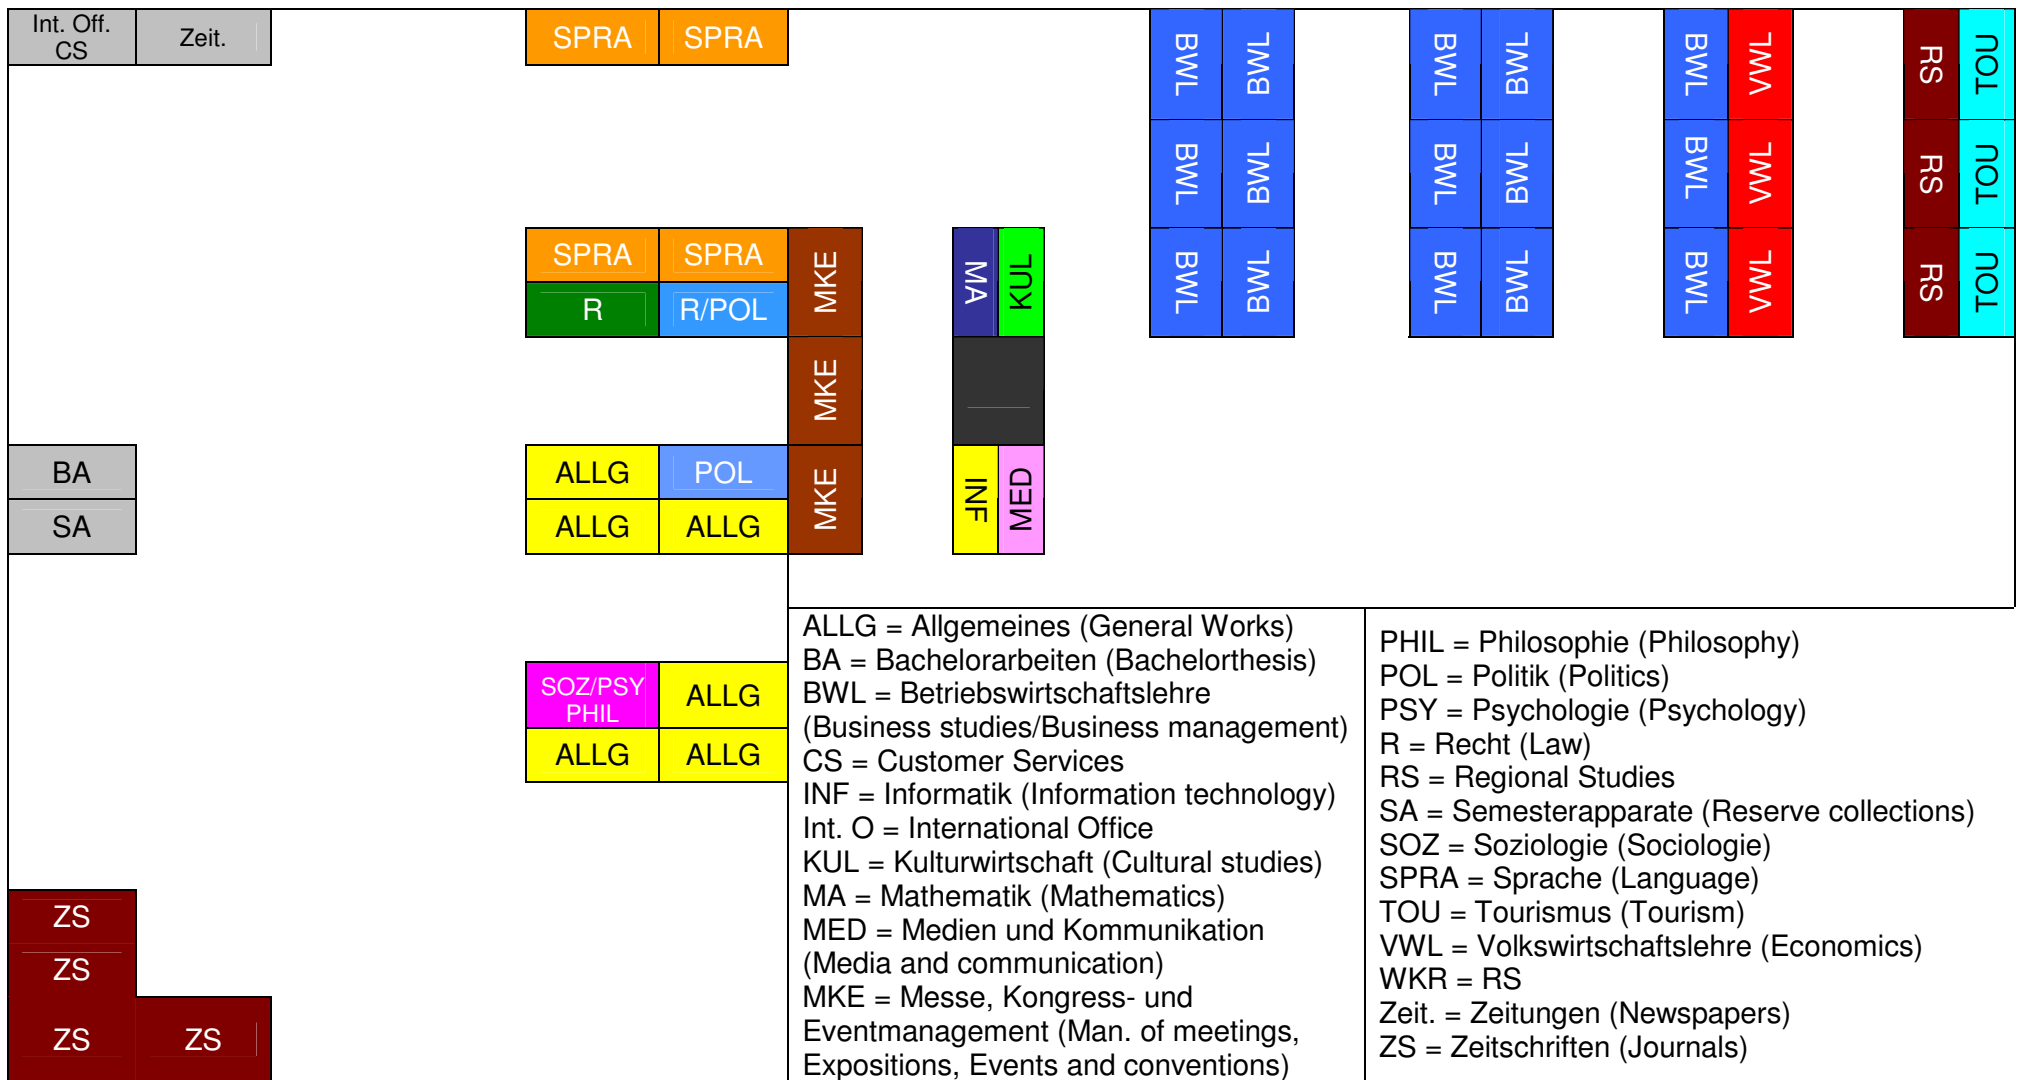 Int. Off.
CS
Zeit.
SPRA SPRA
BWL BWL BWL BWL BWL VWL RS TOU
BWL BWL BWL BWL BWL VWL RS TOU
SPRA SPRA MKE MA KUL BWL BWL BWL BWL BWL VWL RS TOU
R R/POL
MKE
BA ALLG POL MKE INF MED
SA ALLG ALLG
SOZ/PSY
PHIL
ALLG
ALLG ALLG
ZS
ZS
ZS ZS
ALLG = Allgemeines (General Works)
BA = Bachelorarbeiten (Bachelorthesis)
BWL = Betriebswirtschaftslehre
(Business studies/Business management)
CS = Customer Services
INF = Informatik (Information technology)
Int. O = International Office
KUL = Kulturwirtschaft (Cultural studies)
MA = Mathematik (Mathematics)
MED = Medien und Kommunikation
(Media and communication)
MKE = Messe, Kongress- und
Eventmanagement (Man. of meetings,
Expositions, Events and conventions)
PHIL = Philosophie (Philosophy)
POL = Politik (Politics)
PSY = Psychologie (Psychology)
R = Recht (Law)
RS = Regional Studies
SA = Semesterapparate (Reserve collections)
SOZ = Soziologie (Sociologie)
SPRA = Sprache (Language)
TOU = Tourismus (Tourism)
VWL = Volkswirtschaftslehre (Economics)
WKR = RS
Zeit. = Zeitungen (Newspapers)
ZS = Zeitschriften (Journals)